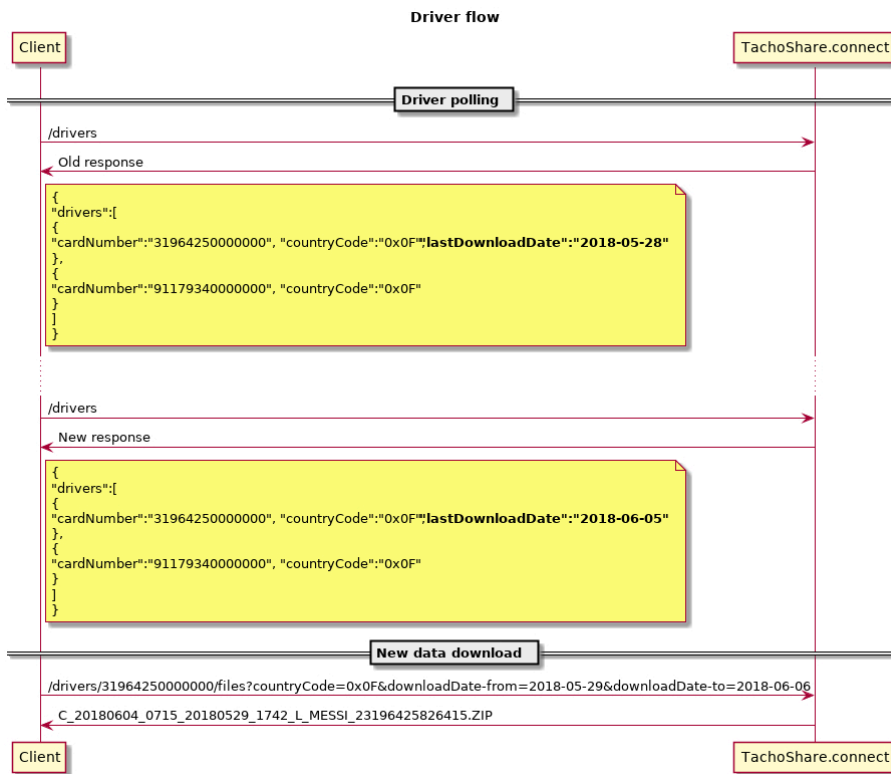 Driver flow
Client
TachoShare.connect
Driver polling
/drivers
Old response
{
"drivers":[
{
"cardNumber":"31964250000000", "countryCode":"0x0F","lastDownloadDate":"2018-05-28"
},
{
"cardNumber":"91179340000000", "countryCode":"0x0F"
}
]
}
/drivers
New response
{
"drivers":[
{
"cardNumber":"31964250000000", "countryCode":"0x0F","lastDownloadDate":"2018-06-05"
},
{
"cardNumber":"91179340000000", "countryCode":"0x0F"
}
]
}
New data download
/drivers/31964250000000/files?countryCode=0x0F&downloadDate-from=2018-05-29&downloadDate-to=2018-06-06
C_20180604_0715_20180529_1742_L_MESSI_23196425826415.ZIP
Client
TachoShare.connect